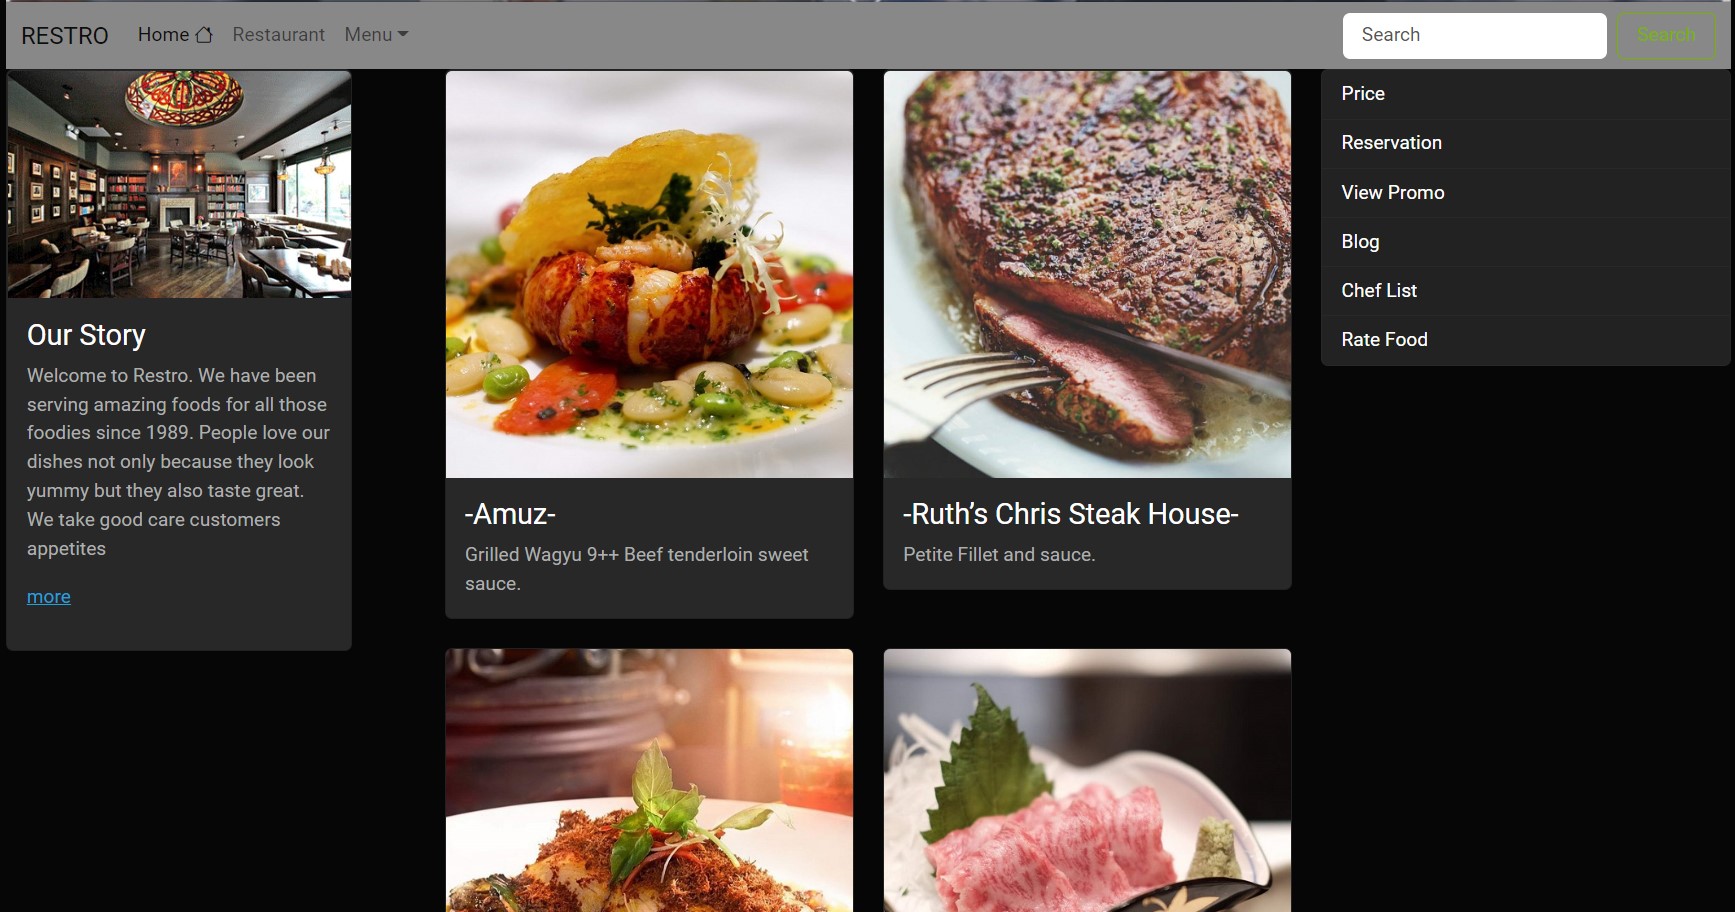 RESTRO Home Restaurant Menu Search Search
Our Story
Welcome to Restro. We have been
serving amazing foods for all those
foodies since 1989. People love our
dishes not only because they look
yummy but they also taste great.
We take good care customers
appetites
more
-Amuz-
Grilled Wagyu 9++ Beef tenderloin sweet
sauce.
-Ruth’s Chris Steak House-
Petite Fillet and sauce.
Price
Reservation
View Promo
Blog
Chef List
Rate Food